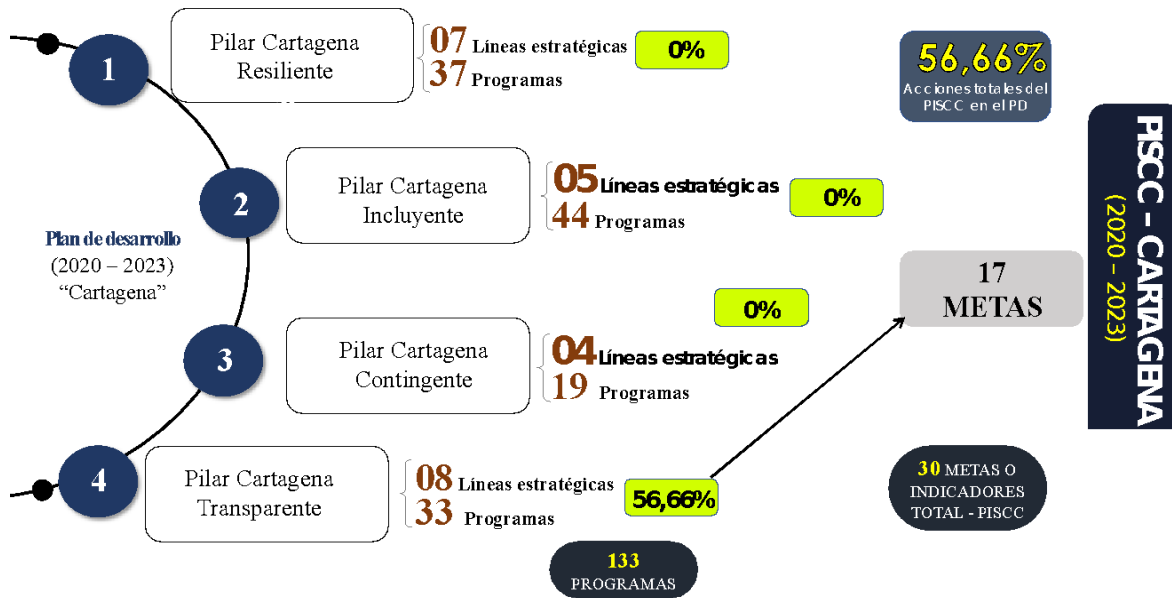 1
Pilar Cartagena
Resiliente
07 Líneas estratégicas
37 Programas
0%
56,66%
Acciones totales del
PISCC en el PD
2
Pilar Cartagena
Incluyente
05 Líneas estratégicas
44 Programas
0%
Plan de desarrollo
(2020 – 2023)
“Cartagena”
17
METAS
PISCC – CARTAGENA
(2020 – 2023)
0%
3
Pilar Cartagena
Contingente
04 Líneas estratégicas
19 Programas
4
Pilar Cartagena
Transparente
08 Líneas estratégicas
33 Programas
56,66%
30 METAS O
INDICADORES
TOTAL - PISCC
133
PROGRAMAS